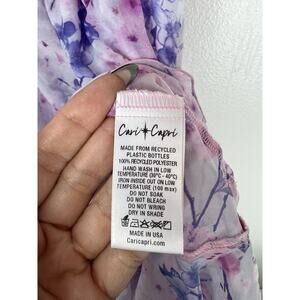 Cari Capri
MADE FROM RECYCLED
PLASTIC BOTTLES
100% RECYCLED POLYESTER
HAND WASH IN LOW
TEMPERATURE (30°C - 40°C)
IRON INSIDE OUT ON LOW
TEMPERATURE (100 max)
DO NOT SOAK
DO NOT BLEACH
DO NOT WRING
DRY IN SHADE
MADE IN USA
Caricapri.com